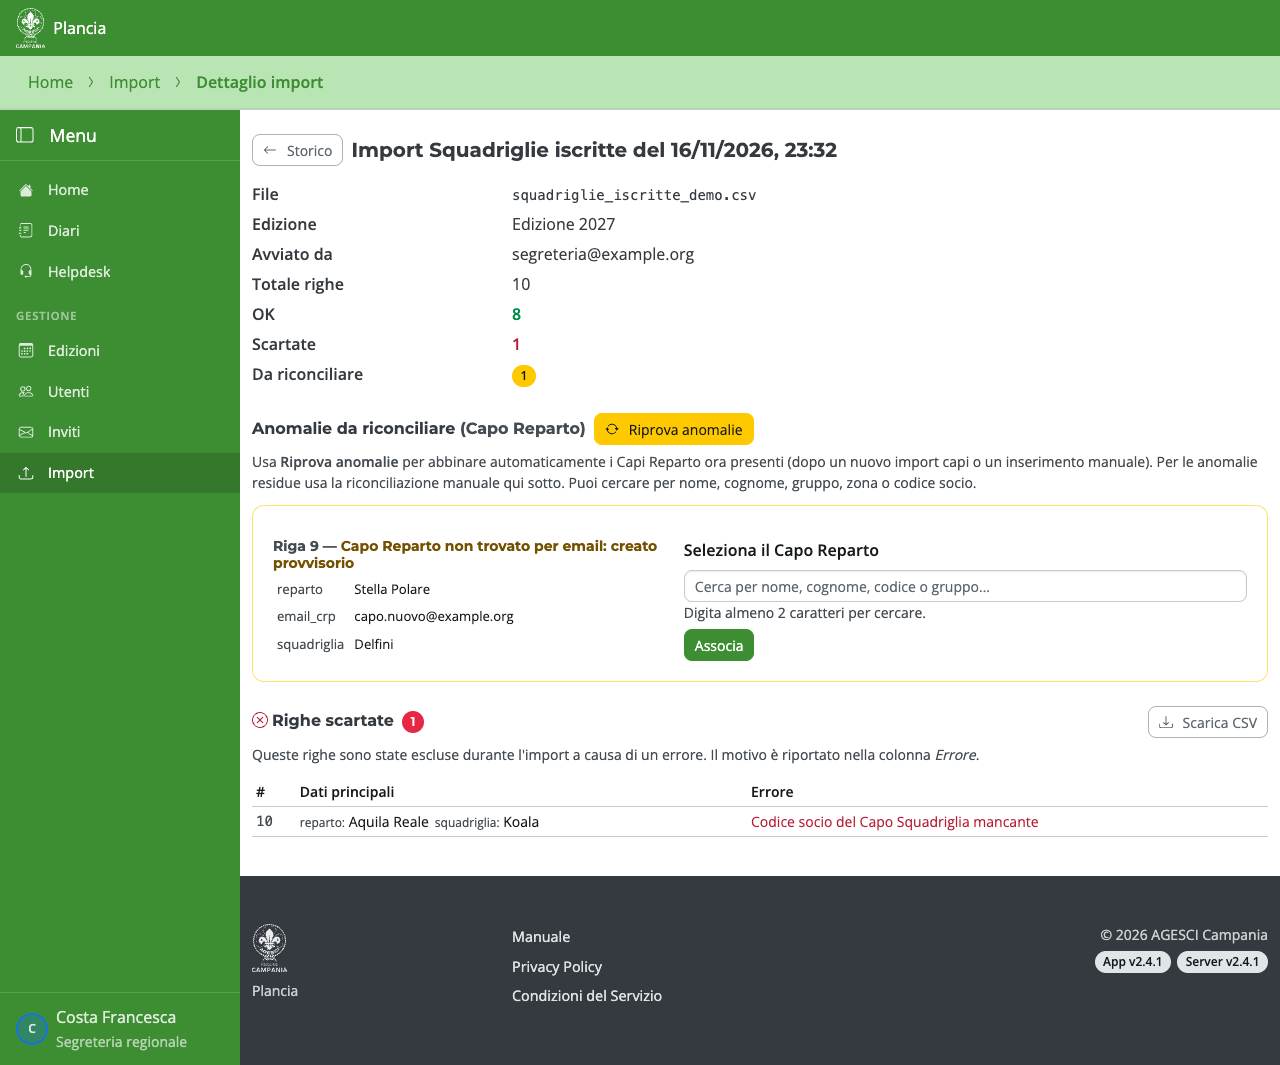 CAMPANIA
Plancia
Home
Import
Dettaglio import
Menu
Home
Diari
Helpdesk
GESTIONE
Edizioni
Utenti
Inviti
Import
Costa Francesca
C
Segreteria regionale
Storico
Import Squadriglie iscritte del 16/11/2026, 23:32
File squadriglie_iscritte_demo.csv
Edizione Edizione 2027
Avviato da segreteria@example.org
Totale righe 10
OK 8
Scartate 1
Da riconciliare 1
Anomalie da riconciliare (Capo Reparto) Riprova anomalie
Usa Riprova anomalie per abbinare automaticamente i Capi Reparto ora presenti (dopo un nuovo import capi o un inserimento manuale). Per le anomalie
residue usa la riconciliazione manuale qui sotto. Puoi cercare per nome, cognome, gruppo, zona o codice socio.
Riga 9 — Capo Reparto non trovato per email: creato
provvisorio
reparto Stella Polare
email_crp capo.nuovo@example.org
squadriglia Delfini
Seleziona il Capo Reparto
Cerca per nome, cognome, codice o gruppo...
Digita almeno 2 caratteri per cercare.
Associa
Righe scartate 1
Scarica CSV
Queste righe sono state escluse durante l'import a causa di un errore. Il motivo è riportato nella colonna Errore.
# Dati principali Errore
10 reparto: Aquila Reale squadriglia: Koala Codice socio del Capo Squadriglia mancante
CAMPANIA
Plancia
Manuale
Privacy Policy
Condizioni del Servizio
© 2026 AGESCI Campania
App v2.4.1 Server v2.4.1